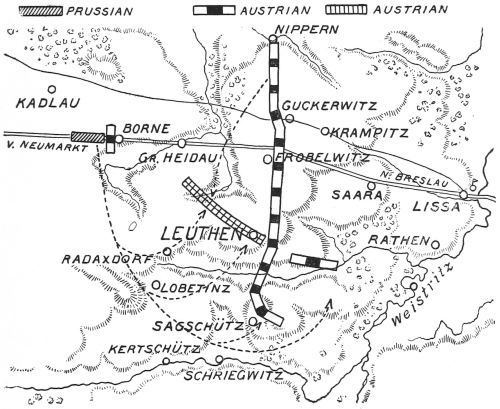 PRUSSIAN AUSTRIAN AUSTRIAN
NIPPERN
KADLAU
GUCKERWITZ
KRAMPITZ
BORNE
V. NEUMARKT
GR. HEIDAU
FROBELWITZ
N. BRESLAU
SAARA
LISSA
LEUTHEN
RATHEN
RADAXDORF
LOBETINZ
Weistritz
SAGSCHÜTZ
KERTSCHÜTZ
SCHRIEGWITZ